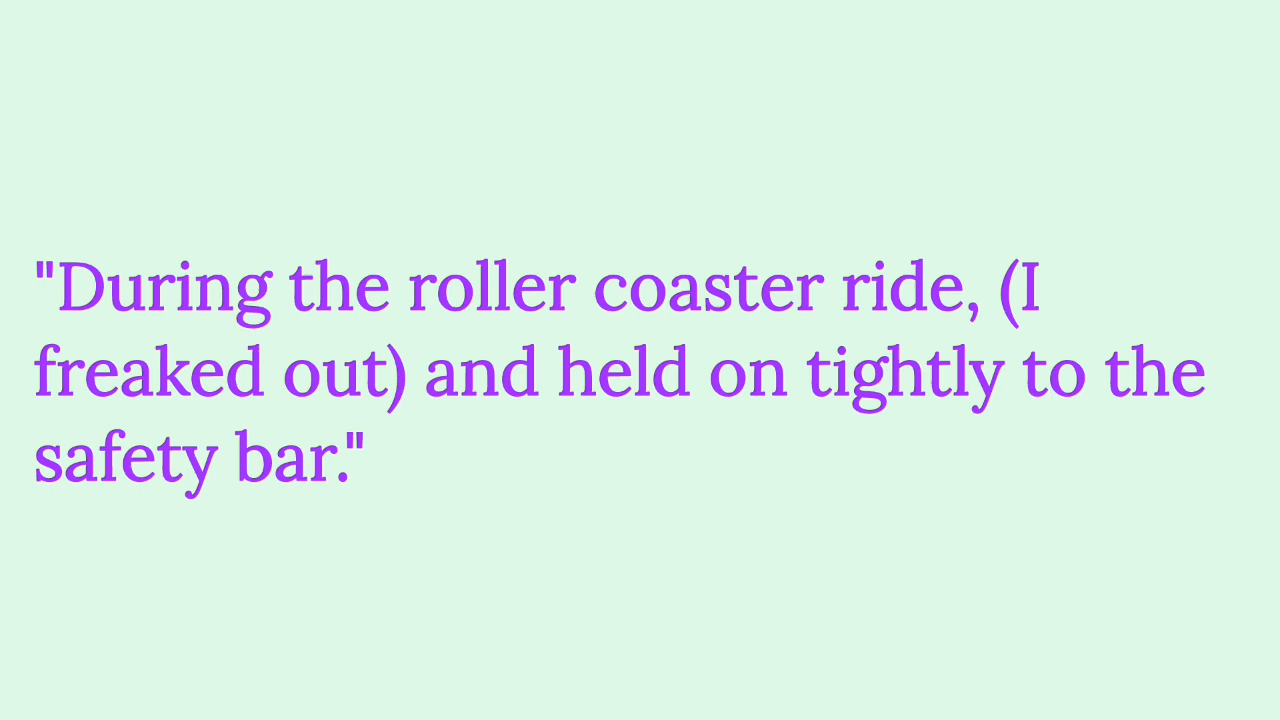 "During the roller coaster ride, (I
freaked out) and held on tightly to the
safety bar."